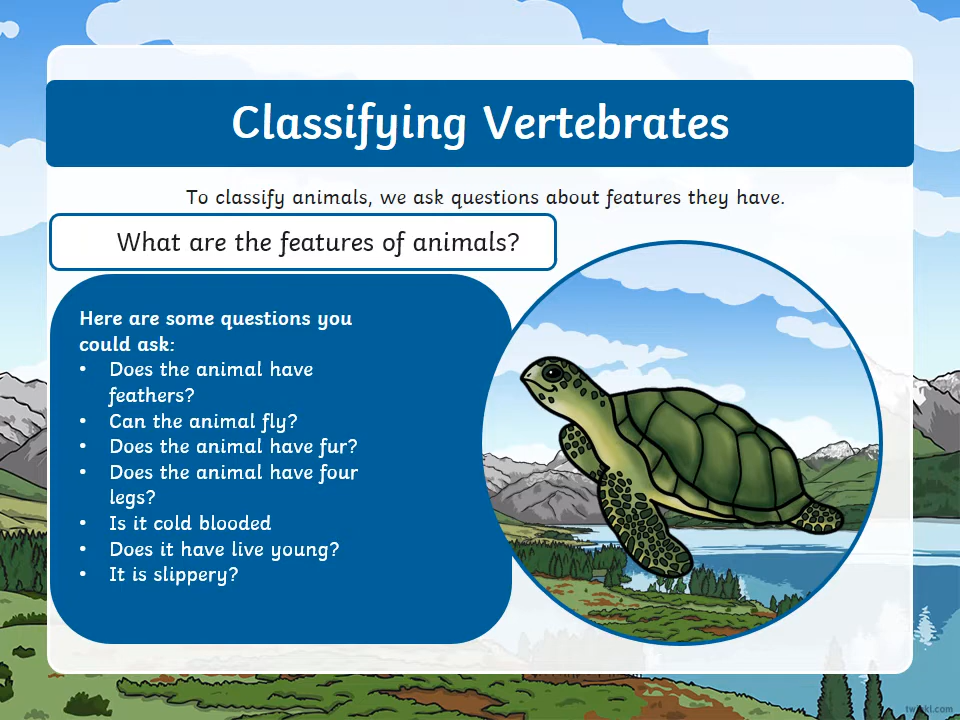 Classifying Vertebrates
To classify animals, we ask questions about features they have.
What are the features of animals?
Here are some questions you
could ask:
• Does the animal have
feathers?
• Can the animal fly?
• Does the animal have fur?
• Does the animal have four
legs?
• Is it cold blooded
• Does it have live young?
• It is slippery?
twinkl.com